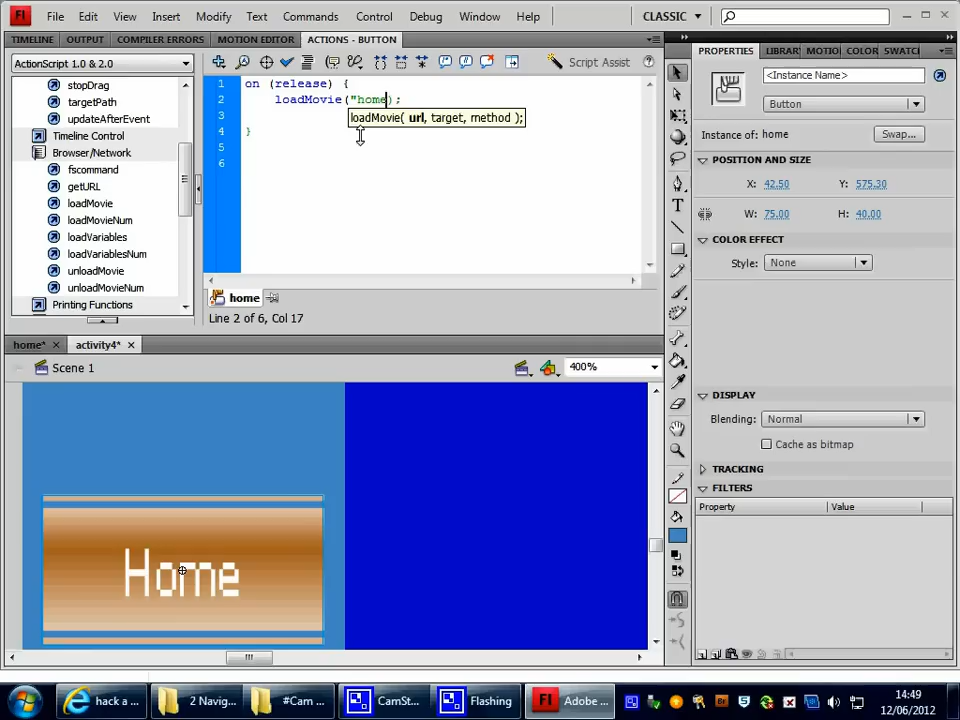 Fl File Edit View Insert Modify Text Commands Control Debug Window Help CLASSIC
TIMELINE OUTPUT COMPILER ERRORS MOTION EDITOR ACTIONS - BUTTON
PROPERTIES LIBRAR MOTIO COLOR SWATCI
ActionScript 1.0 & 2.0
Script Assist
stopDrag
targetPath
updateAfterEvent
Timeline Control
Browser/Network
fscommand
getURL
loadMovie
loadMovieNum
loadVariables
loadVariablesNum
unloadMovie
unloadMovieNum
Printing Functions
1 on (release) {
2 loadMovie("home);
3
loadMovie( url, target, method );
4 }
5
6
home
Line 2 of 6, Col 17
<Instance Name>
Button
Instance of: home Swap...
POSITION AND SIZE
X: 42.50 Y: 575.30
W: 75.00 H: 40.00
COLOR EFFECT
Style: None
DISPLAY
Blending: Normal
Cache as bitmap
TRACKING
FILTERS
Property Value
home* activity4*
Scene 1 400%
Home
hack a ... 2 Navig... #Cam ... CamSt... Flashing Fl Adobe ...
14:49
12/06/2012